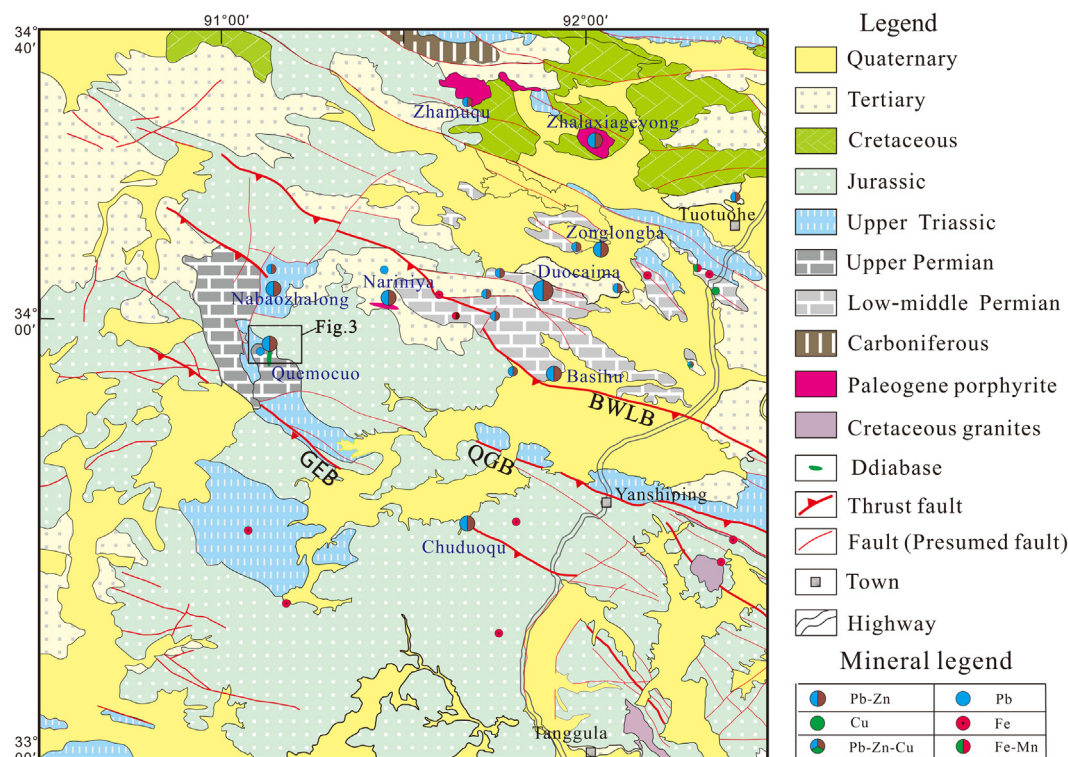 91°00′
92°00′
34°
40′
Zhamuqu
Zhalaxiageyong
Tuotuohe
Zonglongba
Duocaima
Nariniya
Nabaozhalong
34°
00′
Fig.3
Quemocuo
Basihu
BWLB
GEB
QGB
Yanshiping
Chuduoqu
Tanggula
33°
Legend
Quaternary
Tertiary
Cretaceous
Jurassic
Upper Triassic
Upper Permian
Low-middle Permian
Carboniferous
Paleogene porphyrite
Cretaceous granites
Ddiabase
Thrust fault
Fault (Presumed fault)
Town
Highway
Mineral legend
Pb-Zn
Pb
Cu
Fe
Pb-Zn-Cu
Fe-Mn